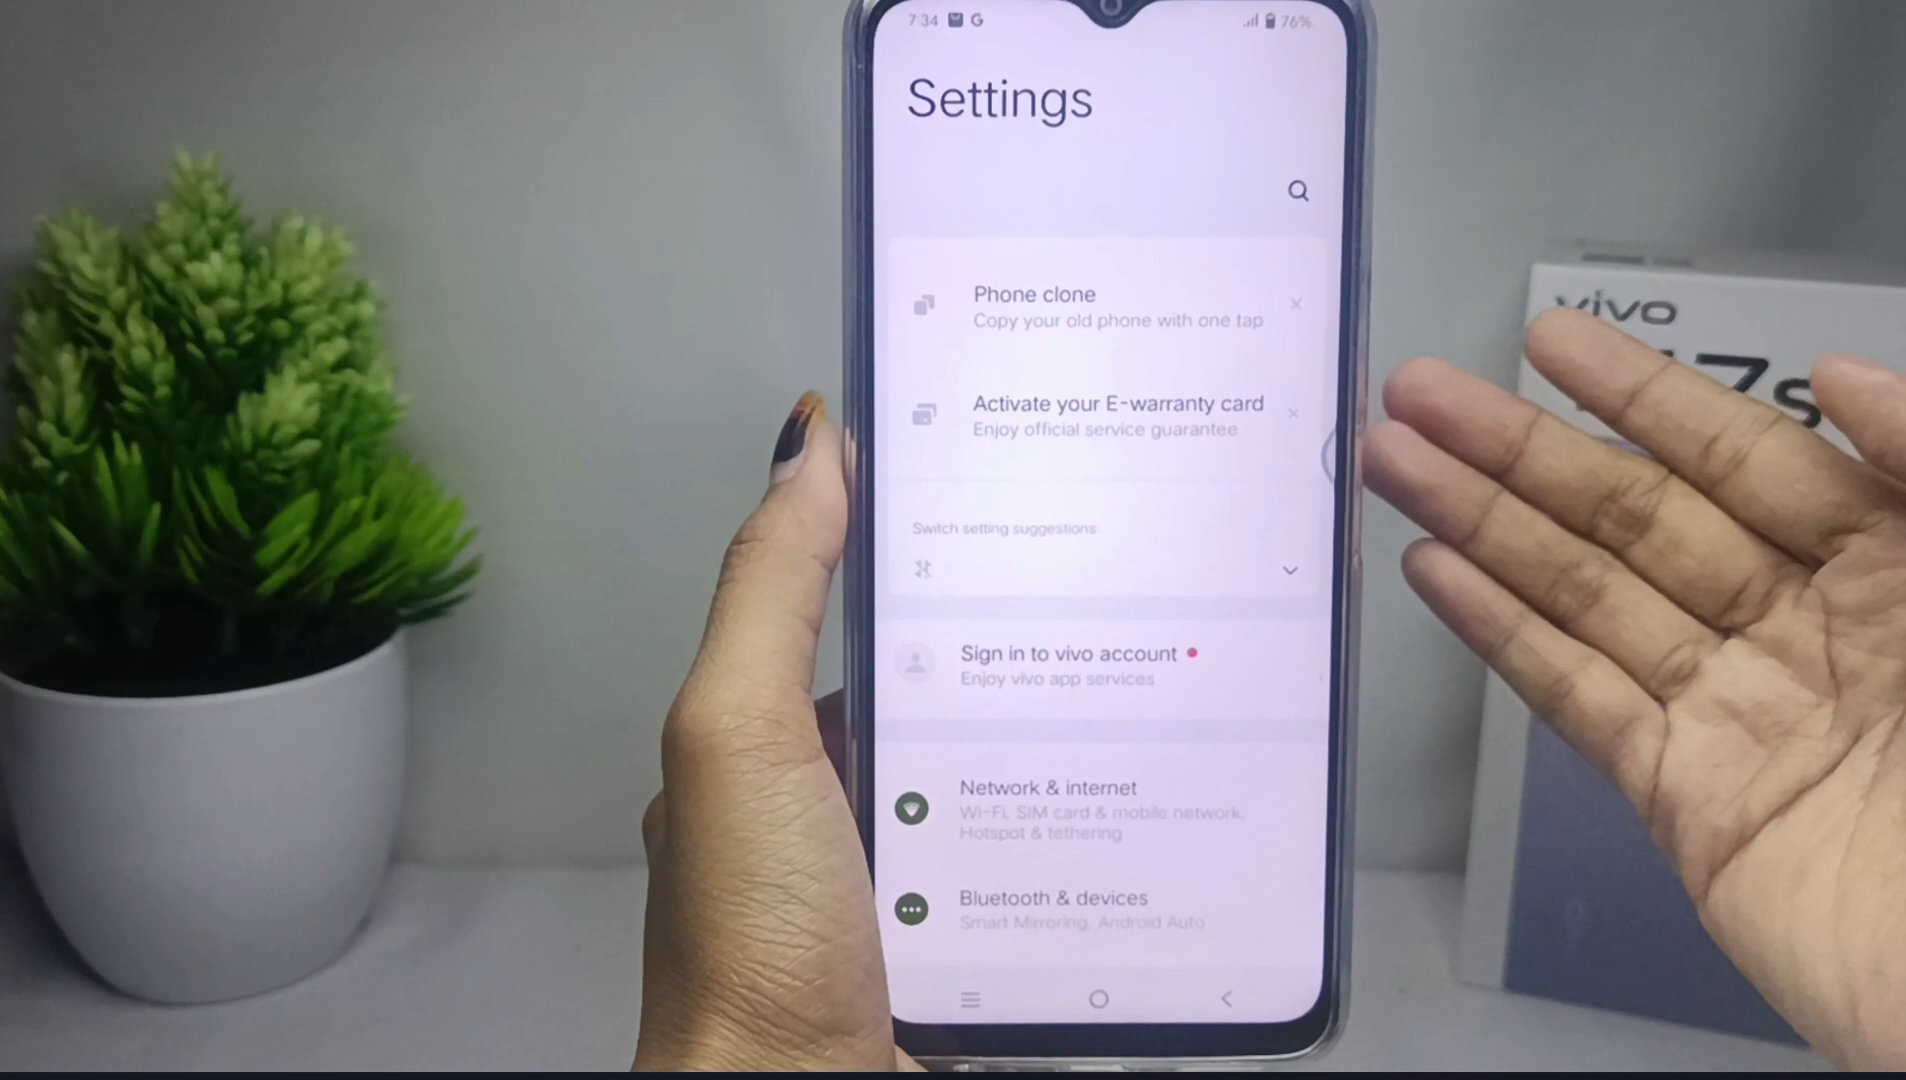 7:34 G 76%
Settings
Phone clone
Copy your old phone with one tap
Activate your E-warranty card
Enjoy official service guarantee
Switch setting suggestions
Sign in to vivo account
Enjoy vivo app services
Network & internet
Wi-Fi, SIM card & mobile network,
Hotspot & tethering
Bluetooth & devices
Smart Mirroring, Android Auto
vivo
7s